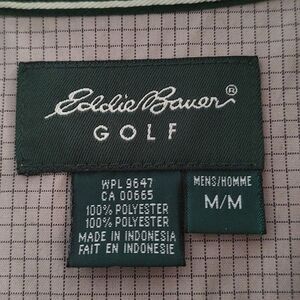 Eddie Bauer®
GOLF
WPL 9647
CA 00665
100% POLYESTER
100% POLYESTER
MADE IN INDONESIA
FAIT EN INDONESIE
MENS/HOMME
M/M